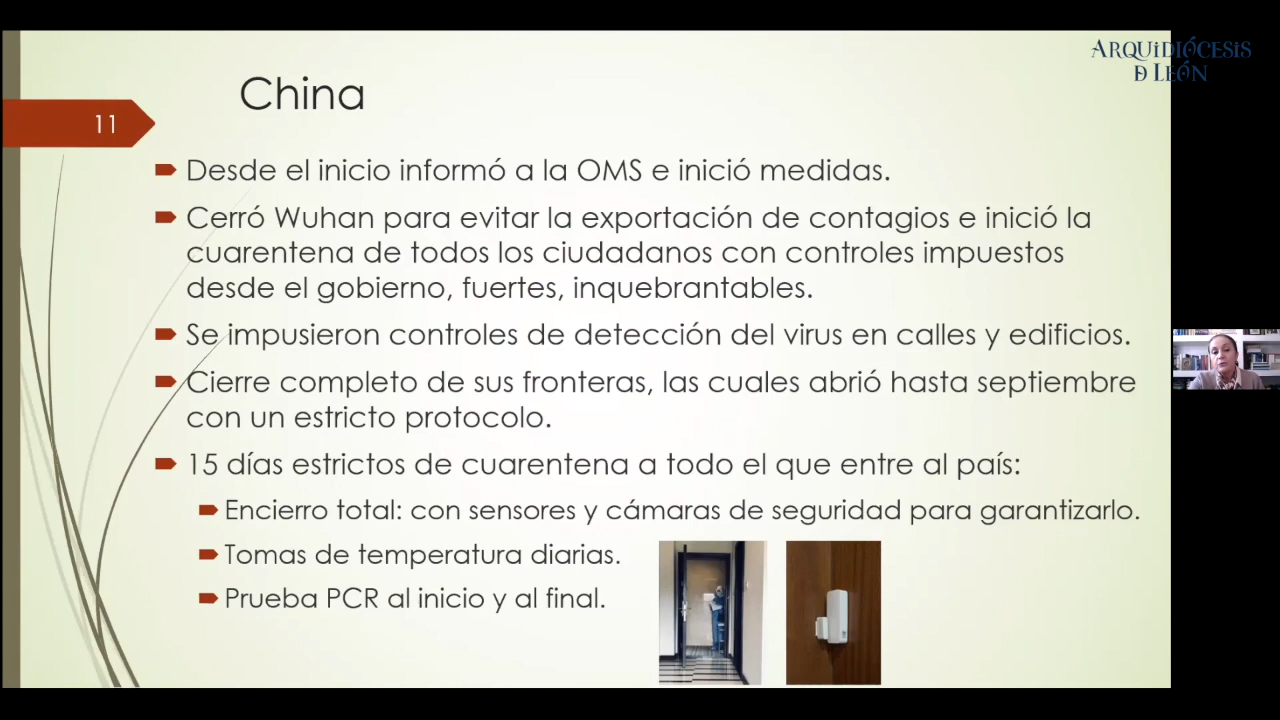 ARQUiDIÓCESiS
D LEÓN
China
11
Desde el inicio informó a la OMS e inició medidas.
Cerró Wuhan para evitar la exportación de contagios e inició la
cuarentena de todos los ciudadanos con controles impuestos
desde el gobierno, fuertes, inquebrantables.
Se impusieron controles de detección del virus en calles y edificios.
Cierre completo de sus fronteras, las cuales abrió hasta septiembre
con un estricto protocolo.
15 días estrictos de cuarentena a todo el que entre al país:
Encierro total: con sensores y cámaras de seguridad para garantizarlo.
Tomas de temperatura diarias.
Prueba PCR al inicio y al final.